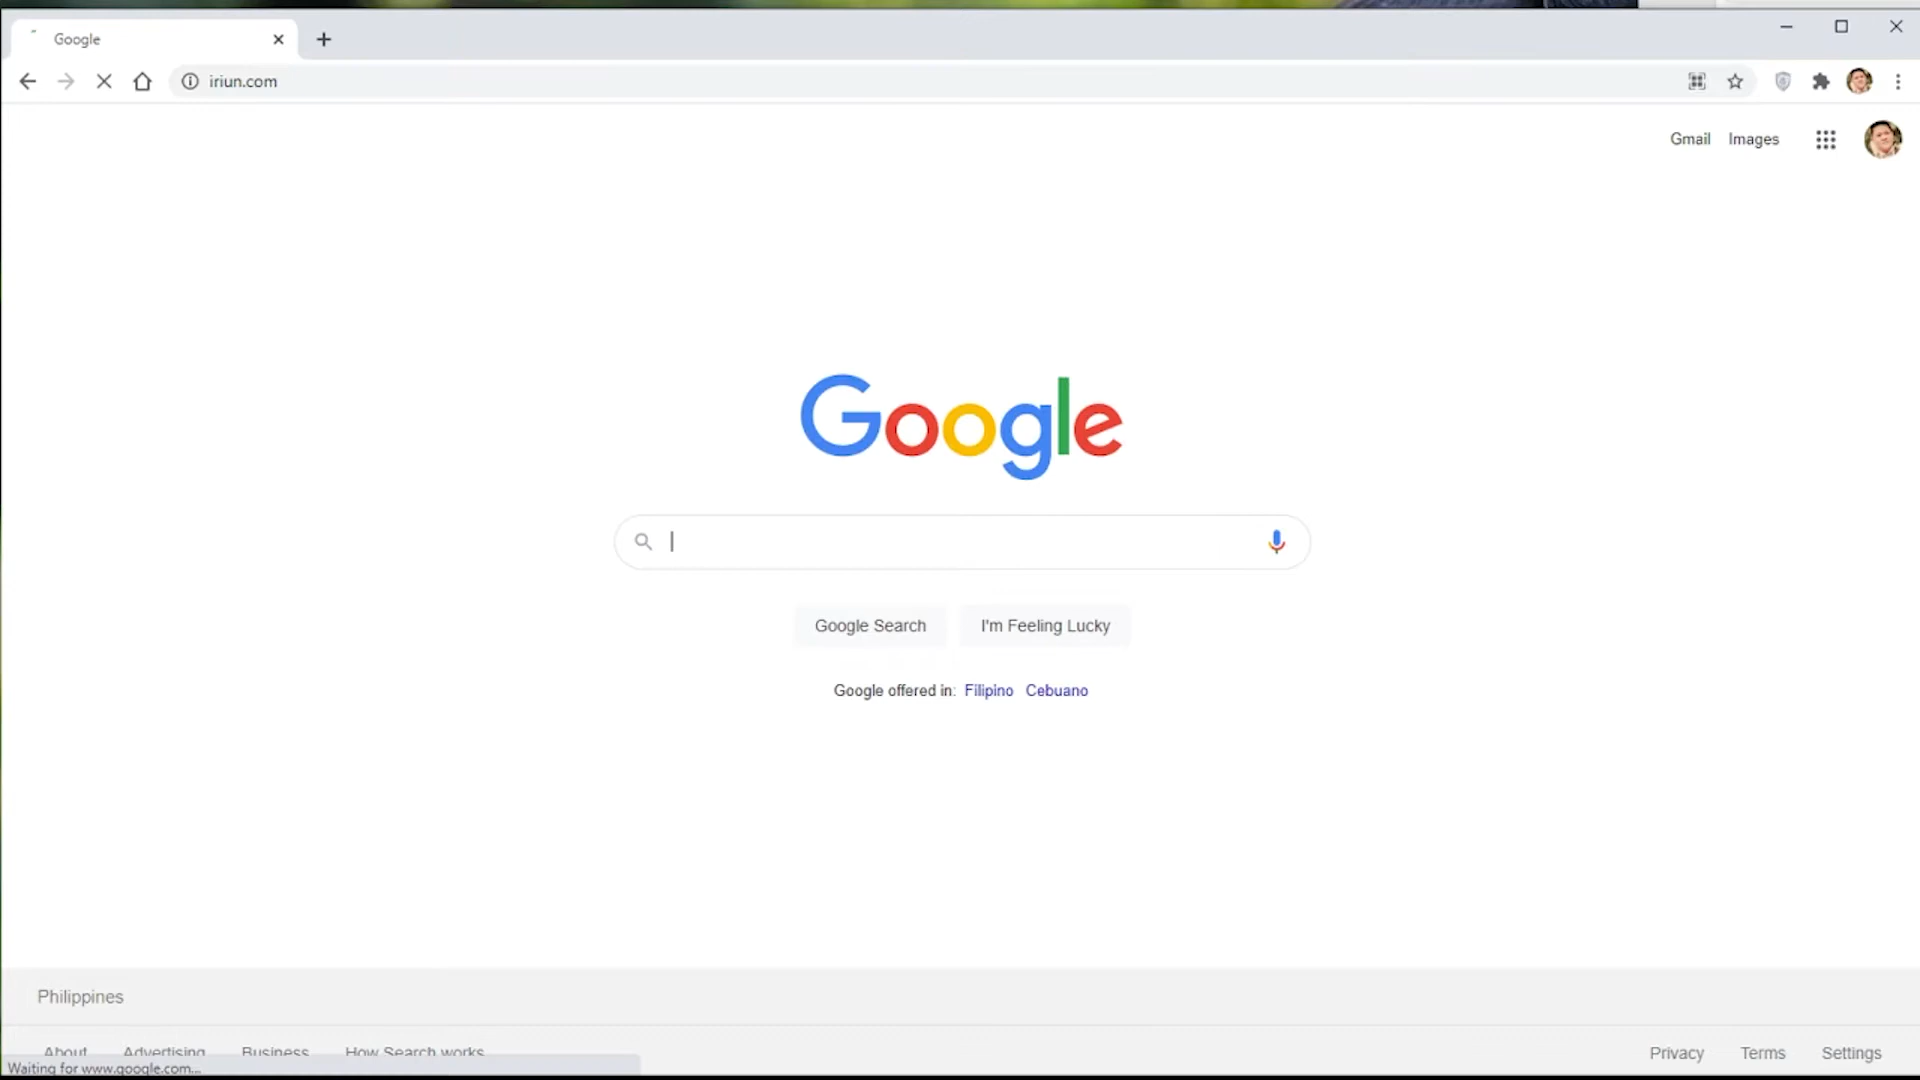 Google
iriun.com
Gmail Images
Google
Google Search I'm Feeling Lucky
Google offered in: Filipino Cebuano
Philippines
About Advertising Business How Search works Privacy Terms Settings
Waiting for www.google.com...